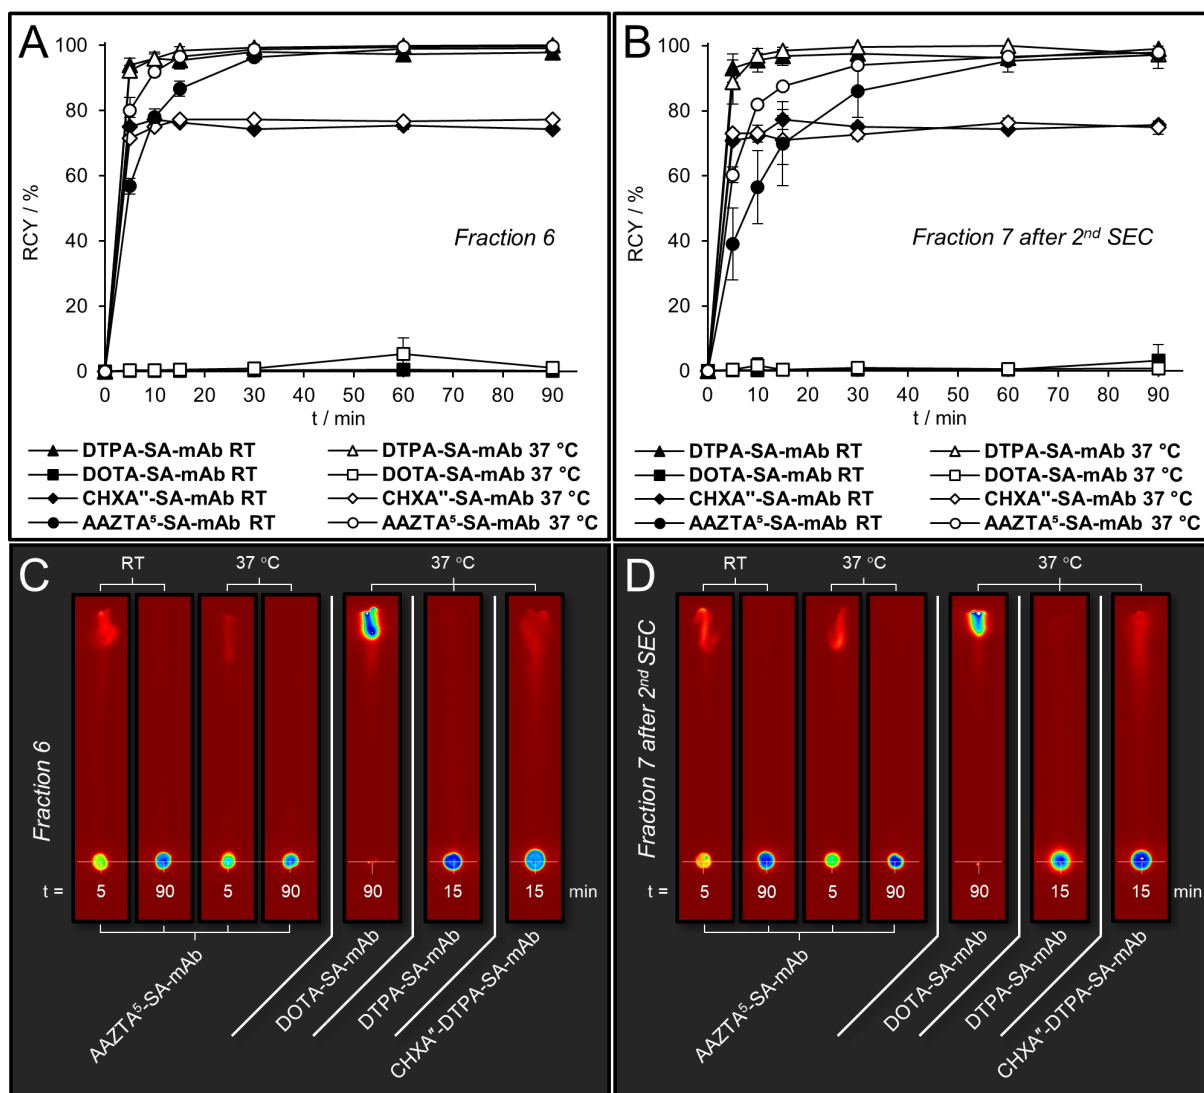 A
100
80
60
40
20
0
RCY / %
Fraction 6
0 10 20 30 40 50 60 70 80 90
t / min
DTPA-SA-mAb RT DTPA-SA-mAb 37 °C
DOTA-SA-mAb RT DOTA-SA-mAb 37 °C
CHXA"-SA-mAb RT CHXA"-SA-mAb 37 °C
AAZTA⁵-SA-mAb RT AAZTA⁵-SA-mAb 37 °C
B
100
80
60
40
20
0
RCY / %
Fraction 7 after 2ⁿᵈ SEC
0 10 20 30 40 50 60 70 80 90
t / min
DTPA-SA-mAb RT DTPA-SA-mAb 37 °C
DOTA-SA-mAb RT DOTA-SA-mAb 37 °C
CHXA"-SA-mAb RT CHXA"-SA-mAb 37 °C
AAZTA⁵-SA-mAb RT AAZTA⁵-SA-mAb 37 °C
C
RT 37 °C 37 °C
Fraction 6
t = 5 90 5 90 90 15 15 min
AAZTA⁵-SA-mAb
DOTA-SA-mAb
DTPA-SA-mAb
CHXA"-DTPA-SA-mAb
D
RT 37 °C 37 °C
Fraction 7 after 2ⁿᵈ SEC
t = 5 90 5 90 90 15 15 min
AAZTA⁵-SA-mAb
DOTA-SA-mAb
DTPA-SA-mAb
CHXA"-DTPA-SA-mAb